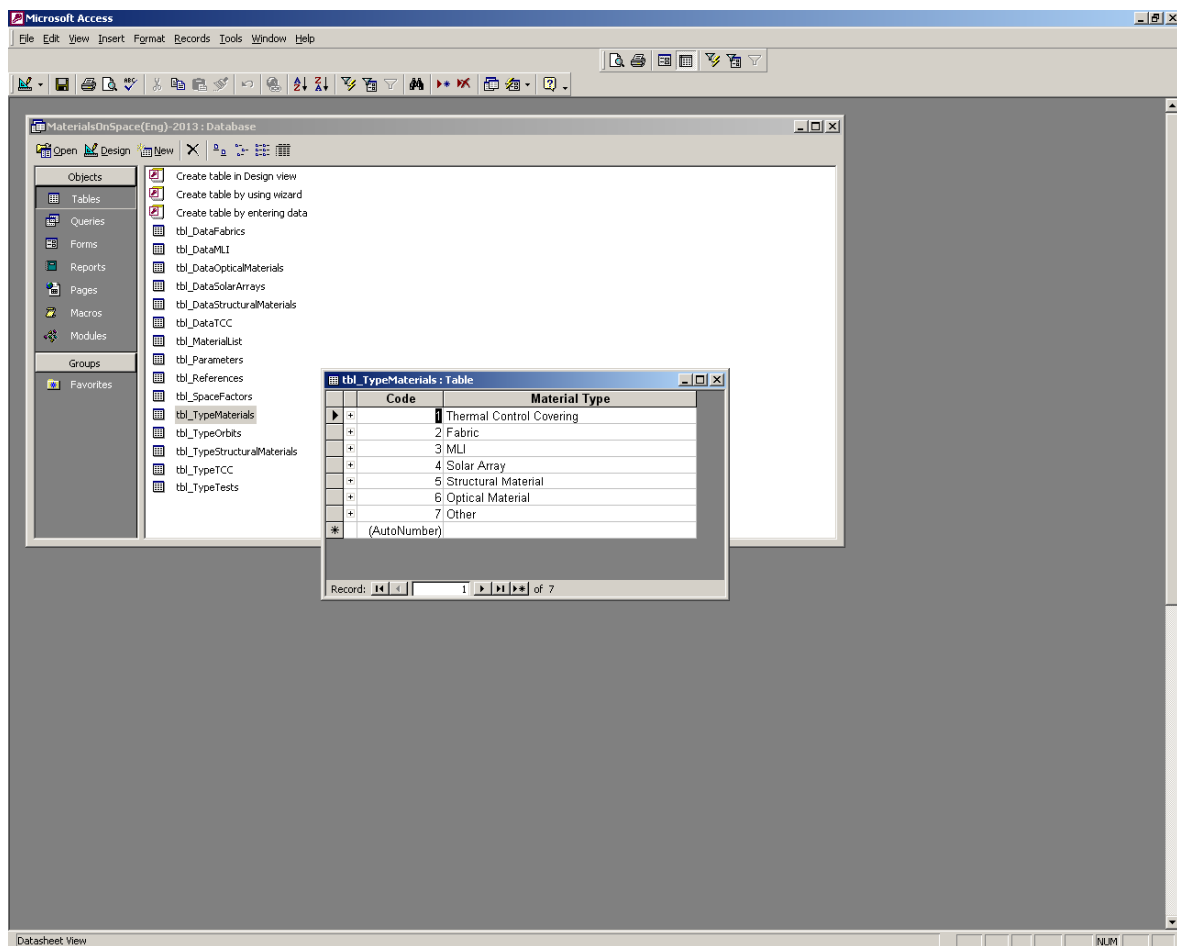 Microsoft Access
File Edit View Insert Format Records Tools Window Help
MaterialsOnSpace(Eng)-2013 : Database
Open Design New
Objects
Tables
Queries
Forms
Reports
Pages
Macros
Modules
Groups
Favorites
Create table in Design view
Create table by using wizard
Create table by entering data
tbl_DataFabrics
tbl_DataMLI
tbl_DataOpticalMaterials
tbl_DataSolarArrays
tbl_DataStructuralMaterials
tbl_DataTCC
tbl_MaterialList
tbl_Parameters
tbl_References
tbl_SpaceFactors
tbl_TypeMaterials
tbl_TypeOrbits
tbl_TypeStructuralMaterials
tbl_TypeTCC
tbl_TypeTests
tbl_TypeMaterials : Table
Code Material Type
1 Thermal Control Covering
2 Fabric
3 MLI
4 Solar Array
5 Structural Material
6 Optical Material
7 Other
(AutoNumber)
Record: 1 of 7
Datasheet View NUM